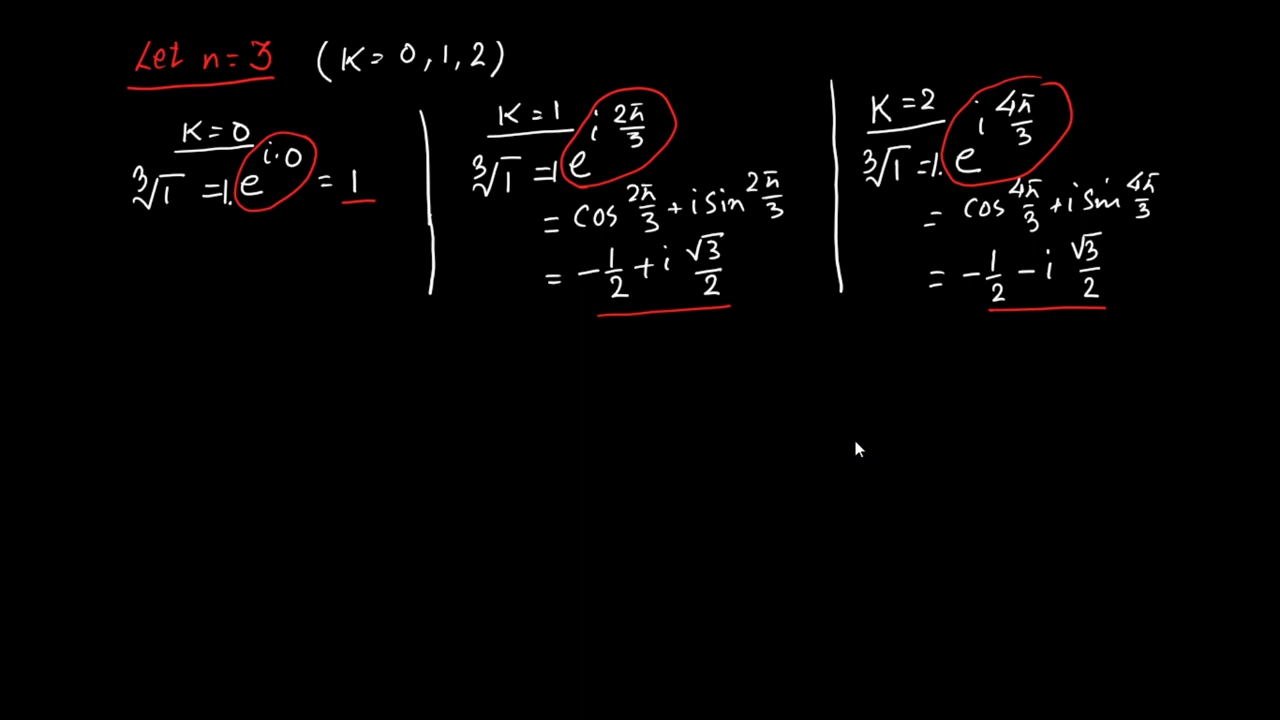 Let n=3 (K= 0,1,2)
K=0
∛1 =1.e^{i.0} = 1
K=1
∛1 =1 e^{i 2π/3}
= cos 2π/3 + i sin 2π/3
= -1/2 + i √3/2
K=2
∛1 =1. e^{i 4π/3}
= cos 4π/3 + i sin 4π/3
= -1/2 - i √3/2